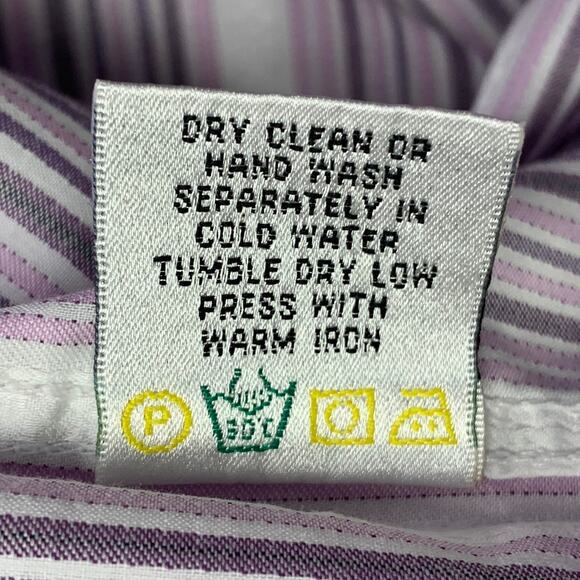 DRY CLEAN OR
HAND WASH
SEPARATELY IN
COLD WATER
TUMBLE DRY LOW
PRESS WITH
WARM IRON
P 30°C